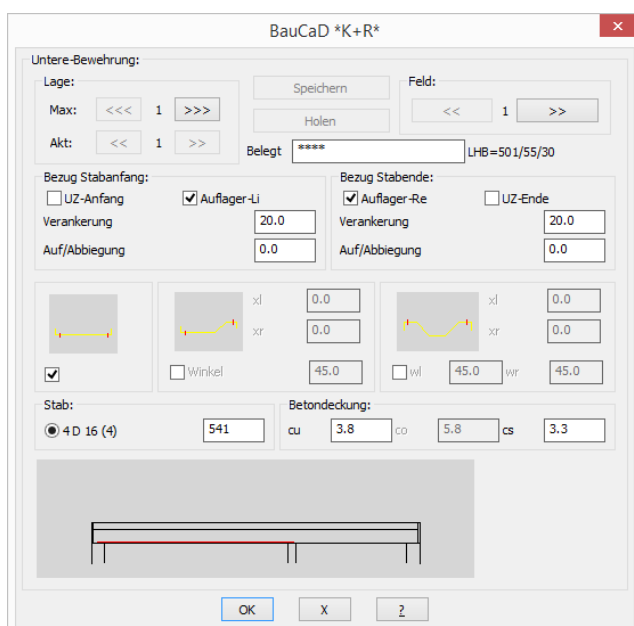 BauCaD *K+R*
Untere-Bewehrung:
Lage:
Max: <<< 1 >>>
Akt: << 1 >>
Speichern
Holen
Feld:
<< 1 >>
Belegt **** LHB=501/55/30
Bezug Stabanfang:
UZ-Anfang Auflager-Li
Verankerung 20.0
Auf/Abbiegung 0.0
Bezug Stabende:
Auflager-Re UZ-Ende
Verankerung 20.0
Auf/Abbiegung 0.0
xl 0.0
xr 0.0
Winkel 45.0
xl 0.0
xr 0.0
wl 45.0 wr 45.0
Stab:
4 D 16 (4) 541
Betondeckung:
cu 3.8 co 5.8 cs 3.3
OK X ?